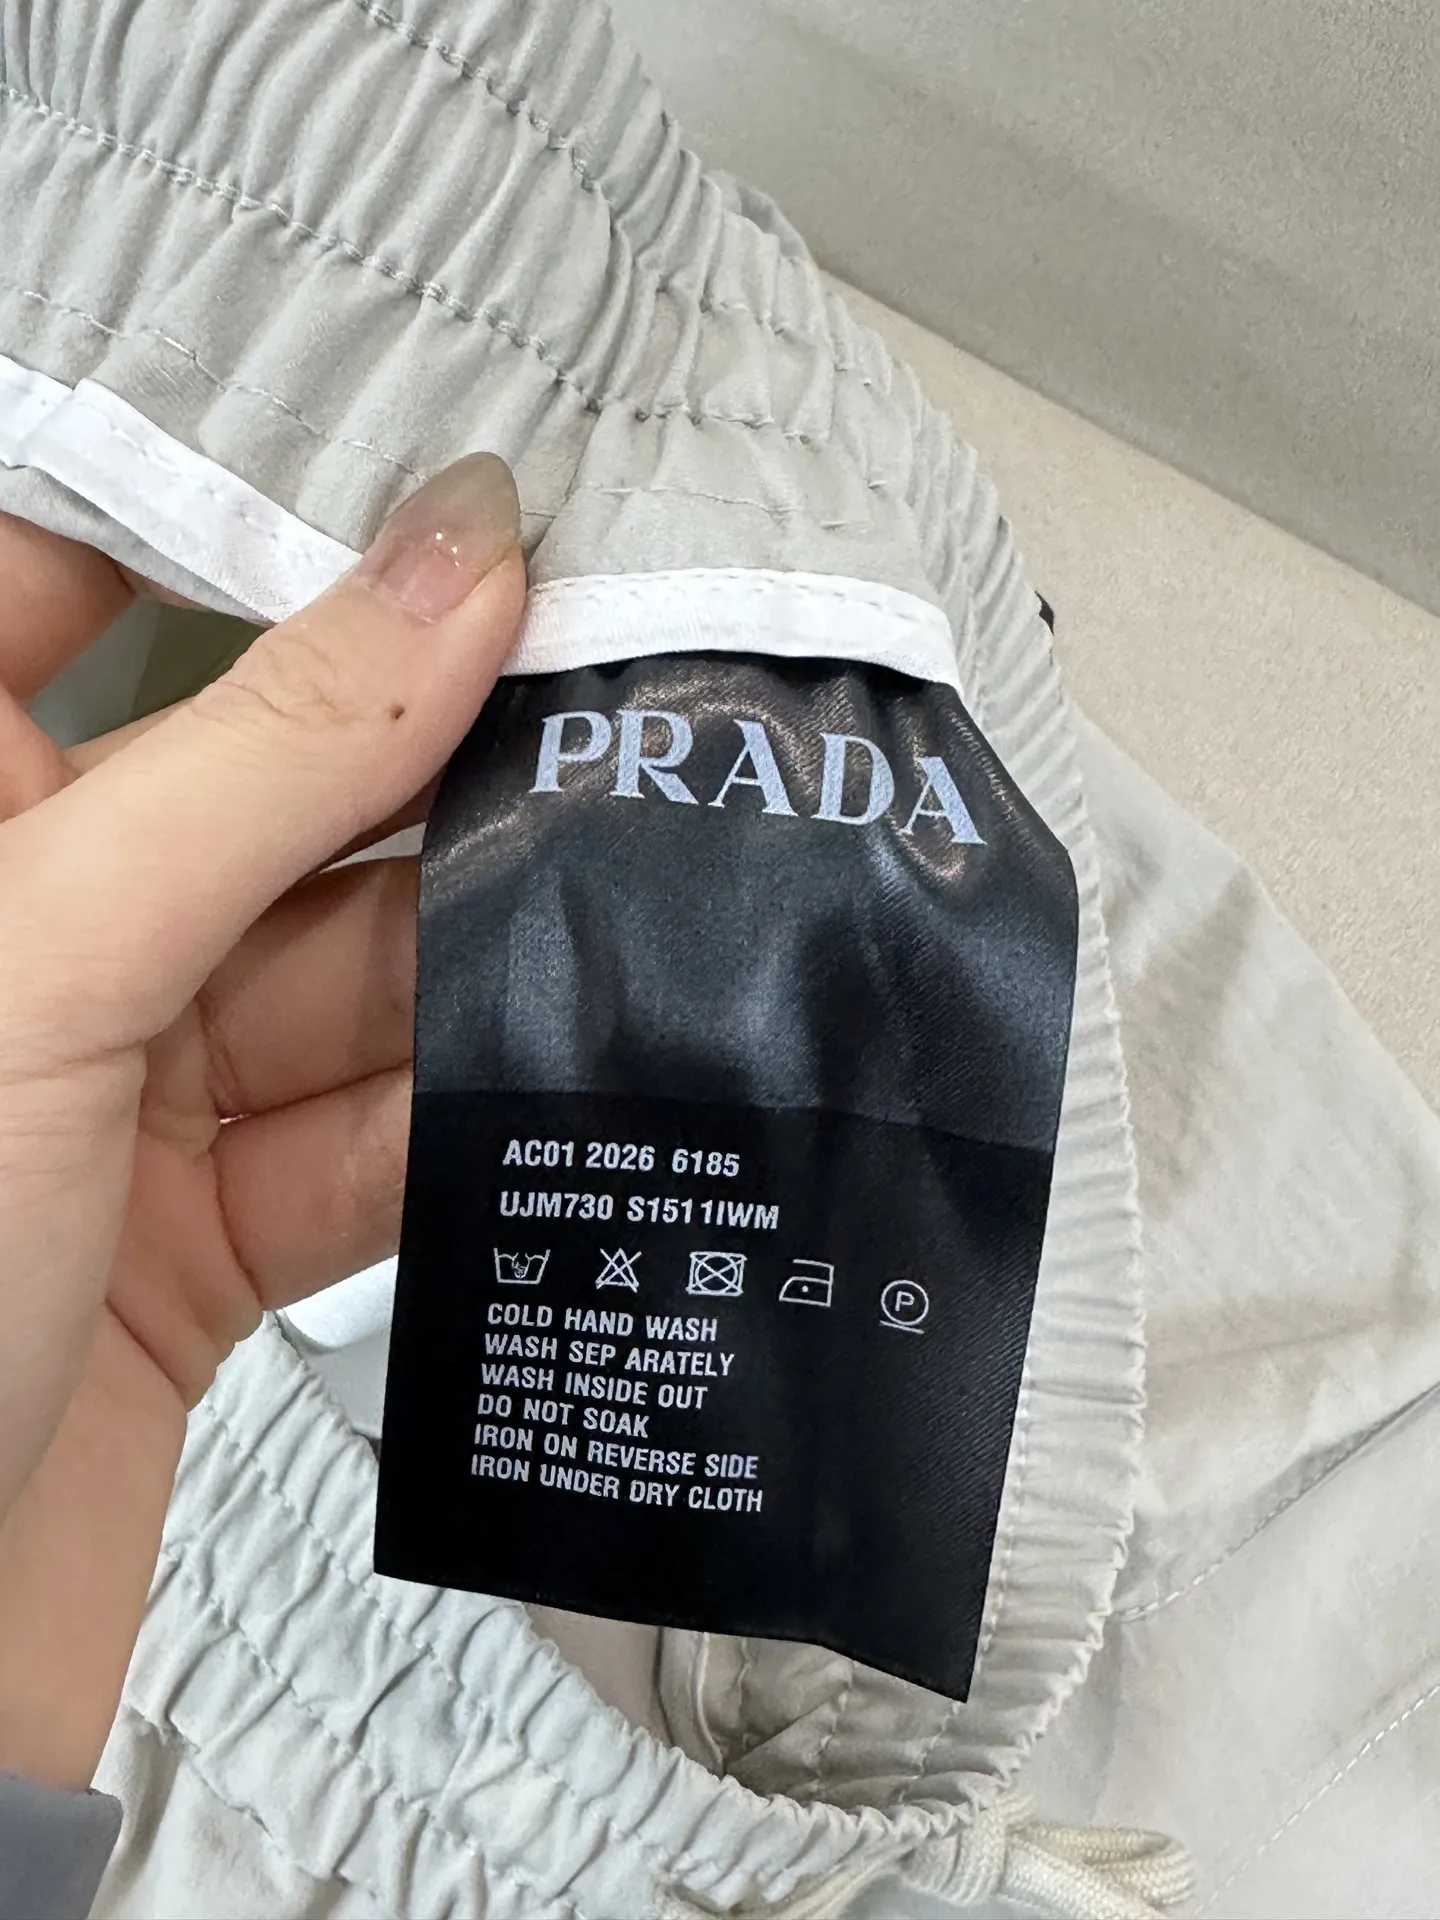 PRADA
AC01 2026 6185
UJM730 S1511IWM
P
COLD HAND WASH
WASH SEP ARATELY
WASH INSIDE OUT
DO NOT SOAK
IRON ON REVERSE SIDE
IRON UNDER DRY CLOTH